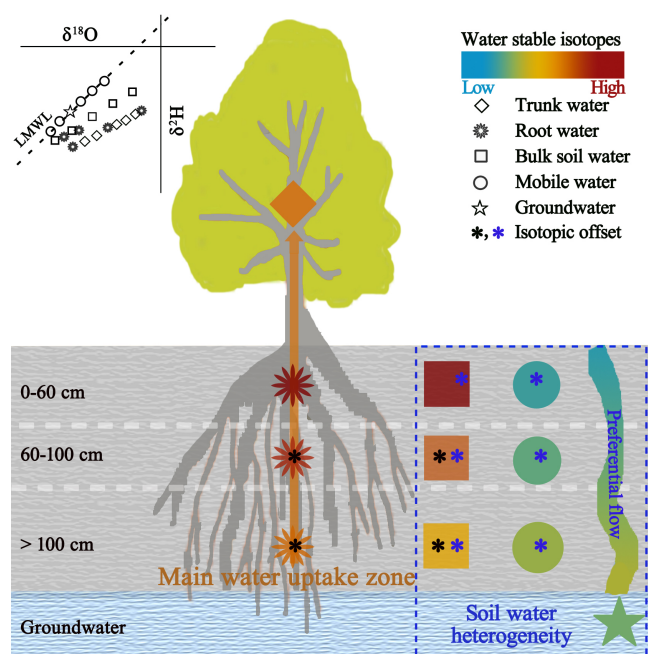 δ¹⁸O
δ²H
LMWL
Water stable isotopes
Low High
Trunk water
Root water
Bulk soil water
Mobile water
Groundwater
*,* Isotopic offset
0-60 cm
60-100 cm
> 100 cm
Main water uptake zone
Groundwater
Preferential flow
Soil water
heterogeneity